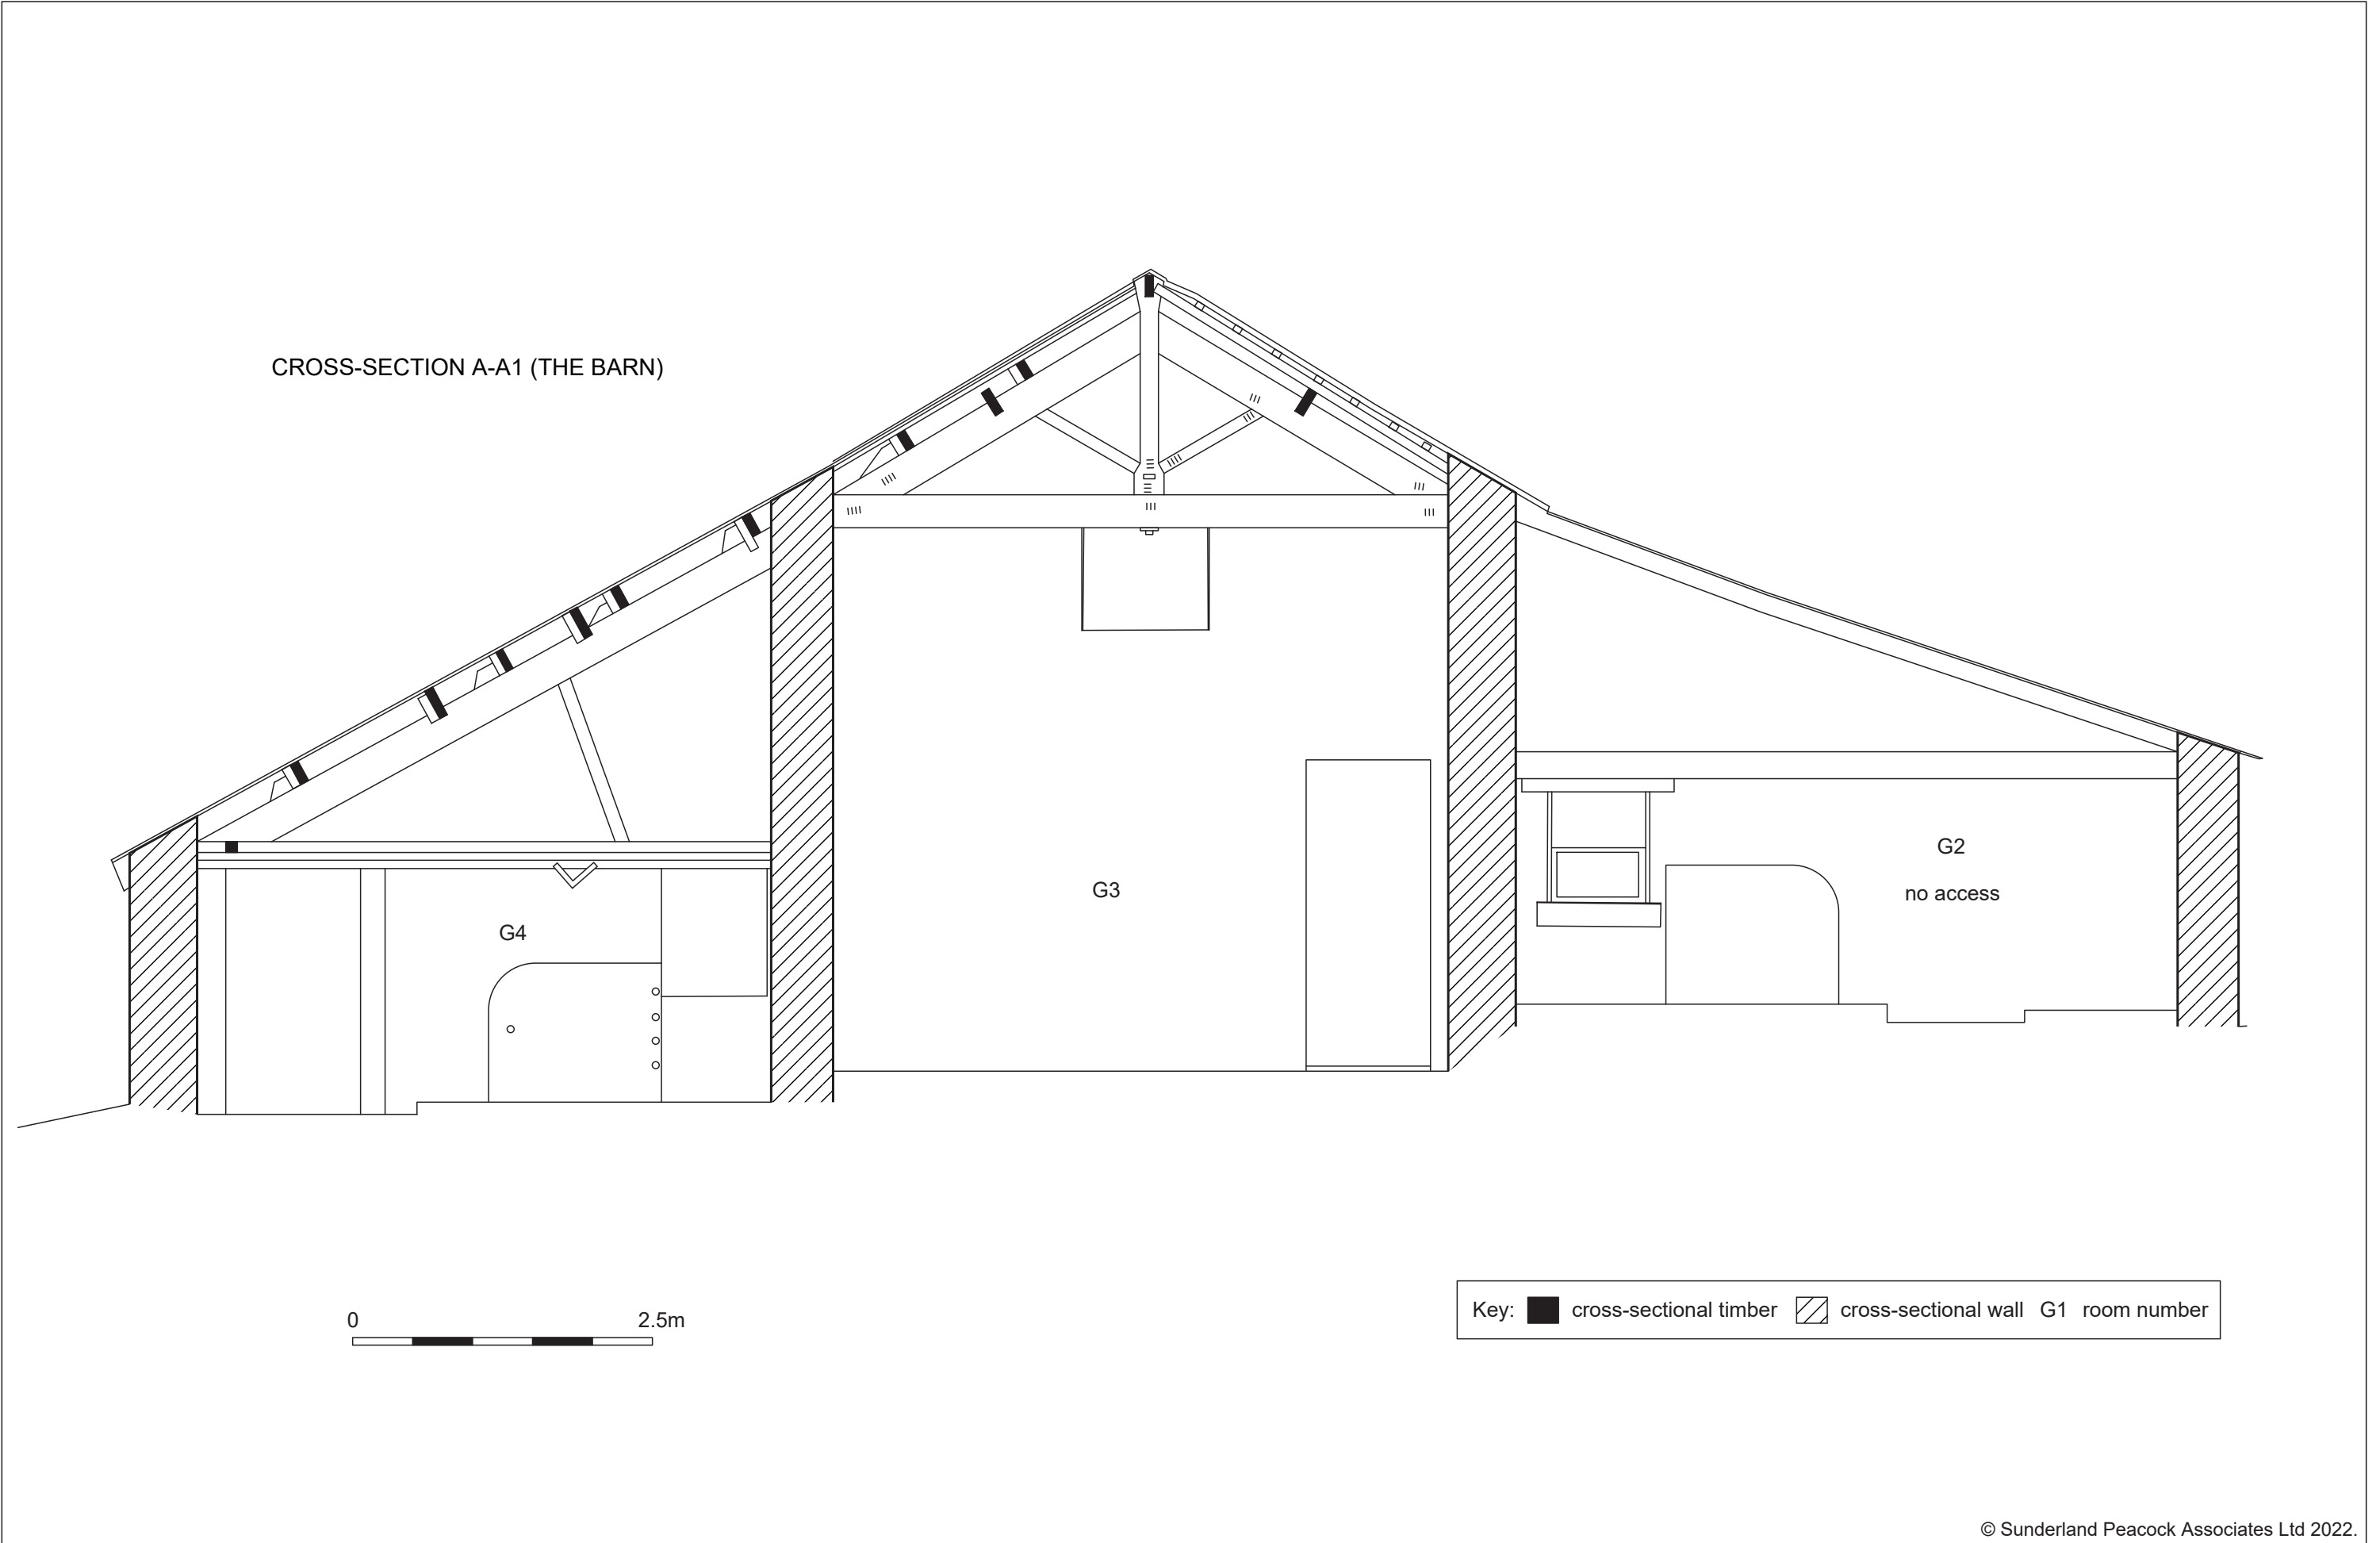 CROSS-SECTION A-A1 (THE BARN)
G3
G2
no access
G4
0 2.5m
Key: cross-sectional timber cross-sectional wall G1 room number
© Sunderland Peacock Associates Ltd 2022.